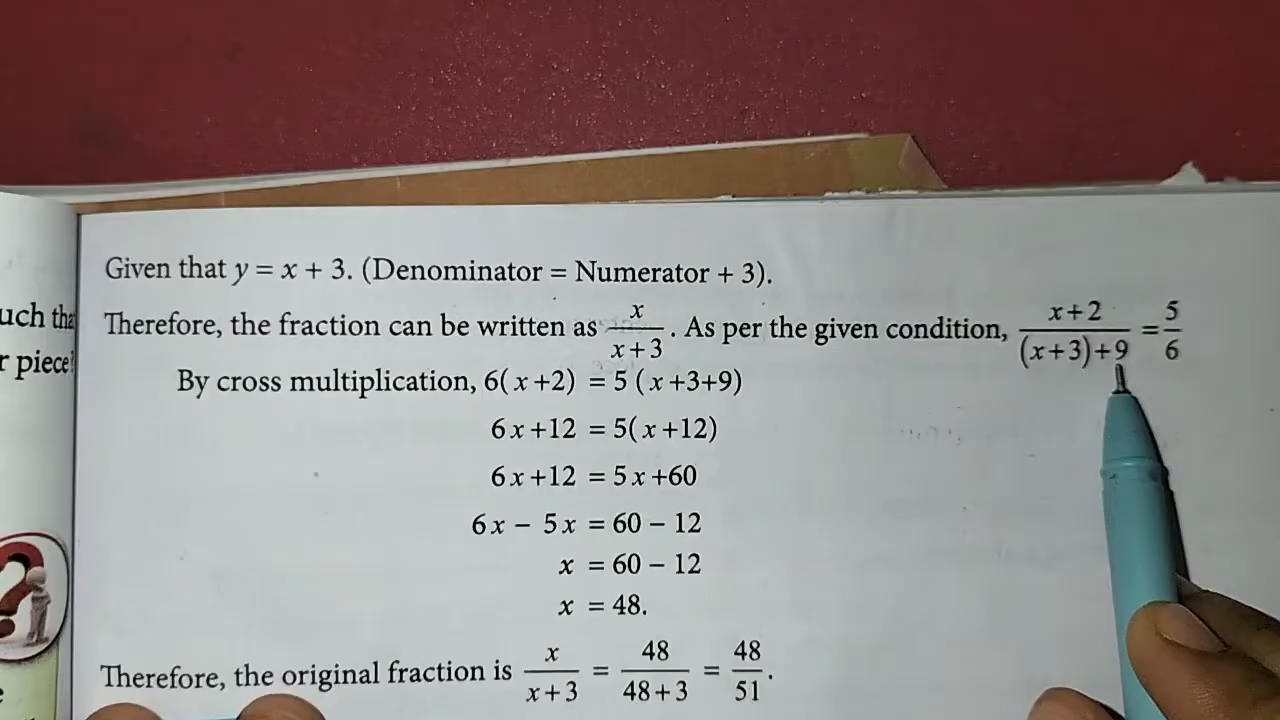 Given that y = x + 3. (Denominator = Numerator + 3).
Therefore, the fraction can be written as x/(x+3). As per the given condition, (x+2)/((x+3)+9) = 5/6
By cross multiplication, 6(x+2) = 5(x+3+9)
6x+12 = 5(x+12)
6x+12 = 5x+60
6x − 5x = 60 − 12
x = 60 − 12
x = 48.
Therefore, the original fraction is x/(x+3) = 48/(48+3) = 48/51.